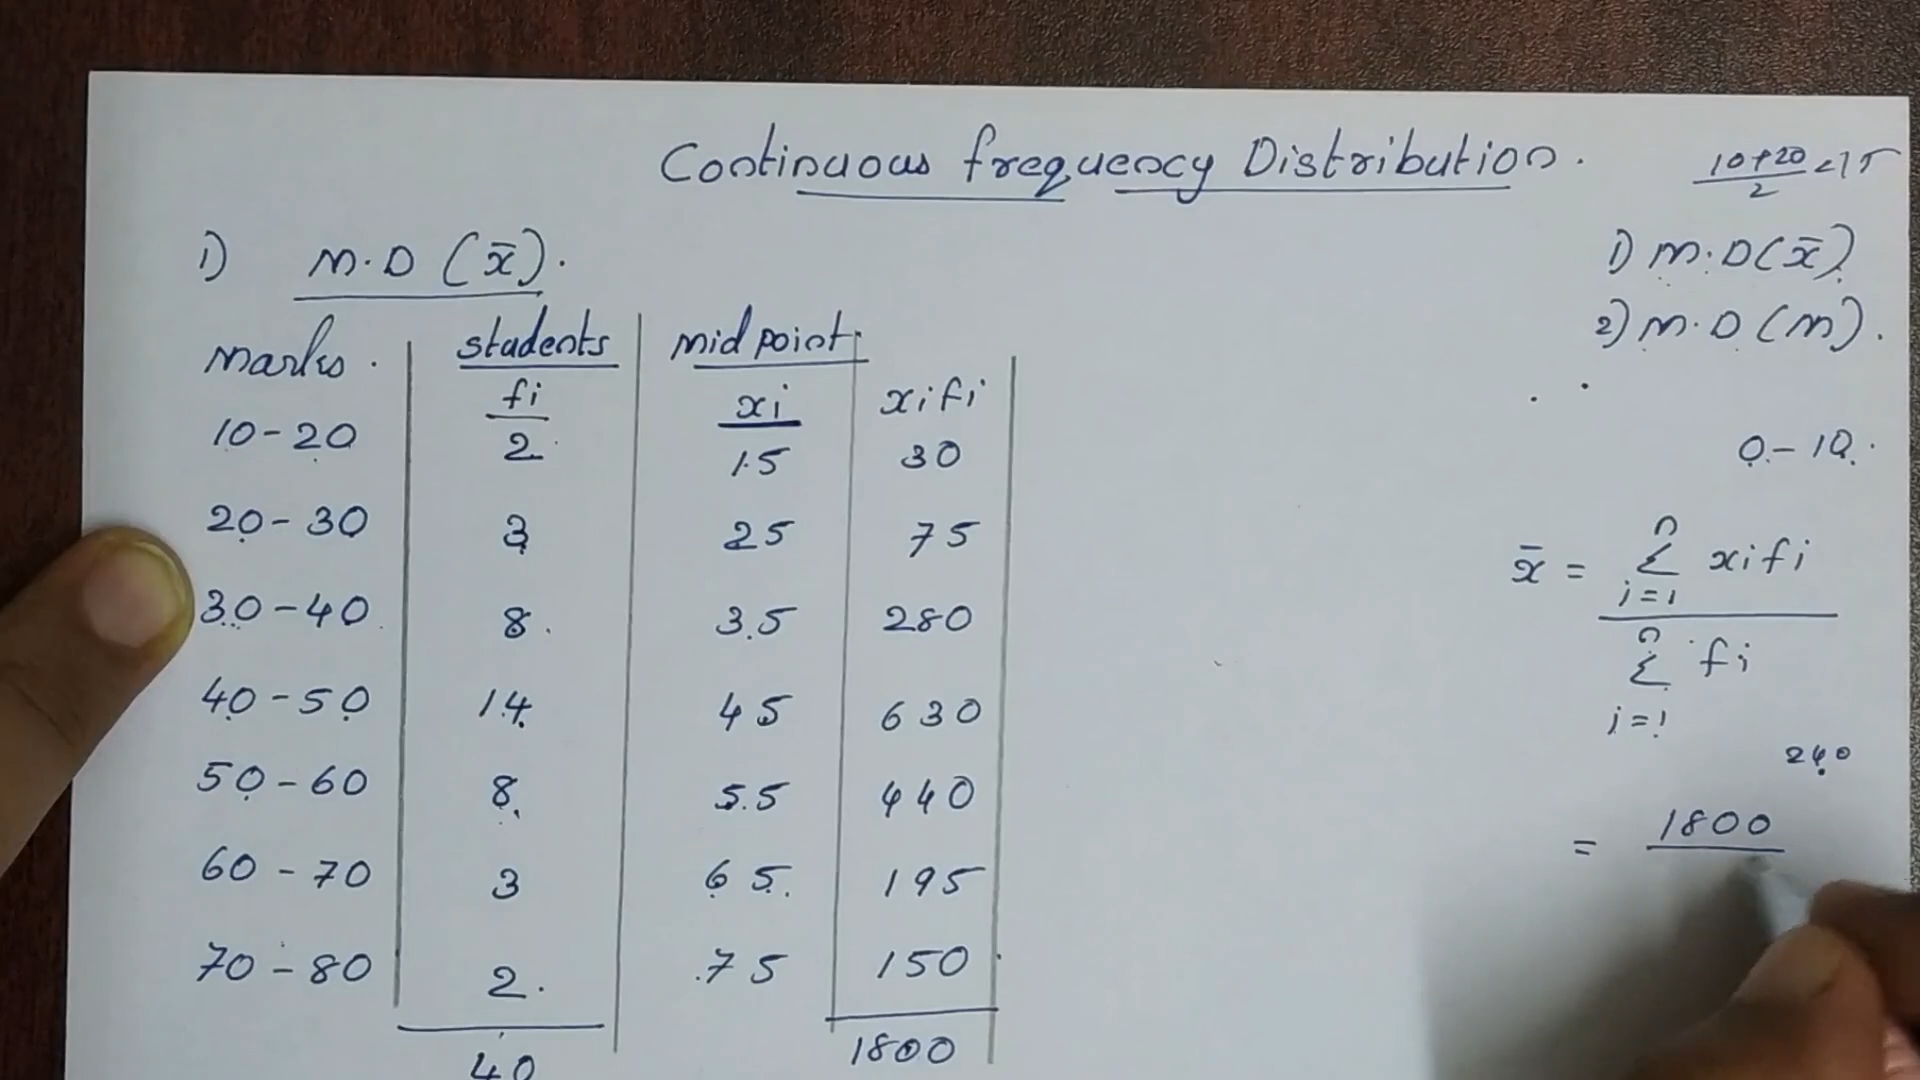 Continuous frequency Distribution.
10+20 / 2 = 15
1) M.D (x̄).
1) M.D(x̄)
2) M.D(M).
Marks. students mid point
fi xi xifi
10-20 2 15 30
0-10.
20-30 3 25 75
x̄ = n Σ i=1 xifi
30-40 8 35 280
n Σ i=1 fi
40-50 14 45 630
240
50-60 8 55 440
= 1800
60-70 3 65 195
70-80 2 75 150
40 1800